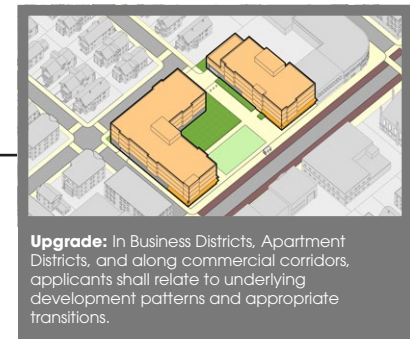 Upgrade: In Business Districts, Apartment
Districts, and along commercial corridors,
applicants shall relate to underlying
development patterns and appropriate
transitions.